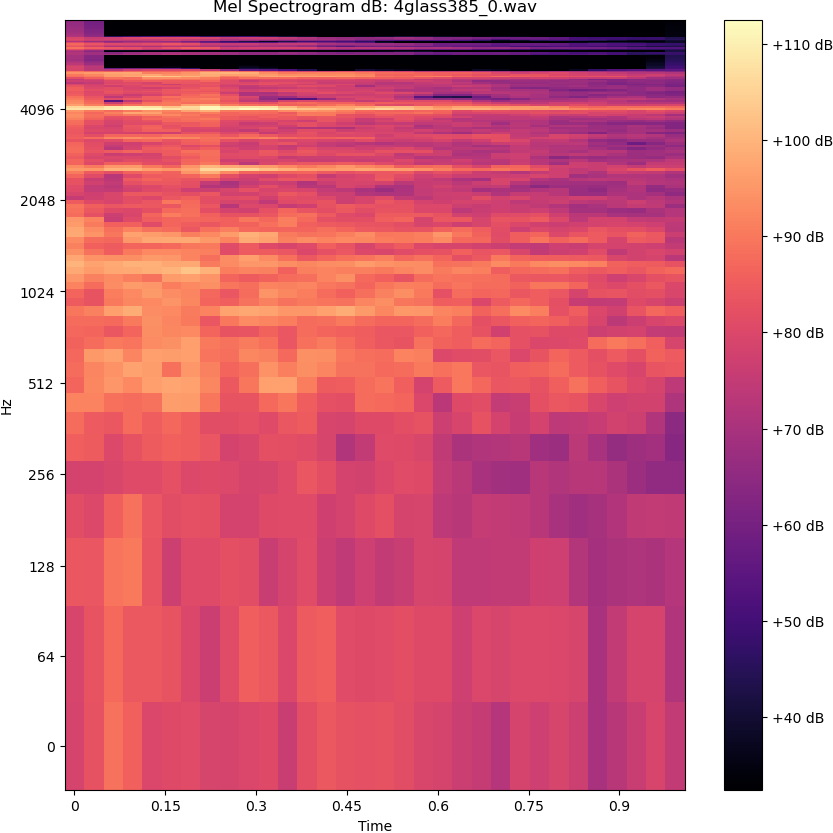 Mel Spectrogram dB: 4glass385_0.wav
+110 dB
4096
+100 dB
2048
+90 dB
1024
+80 dB
512
Hz
+70 dB
256
+60 dB
128
+50 dB
64
+40 dB
0
0 0.15 0.3 0.45 0.6 0.75 0.9
Time